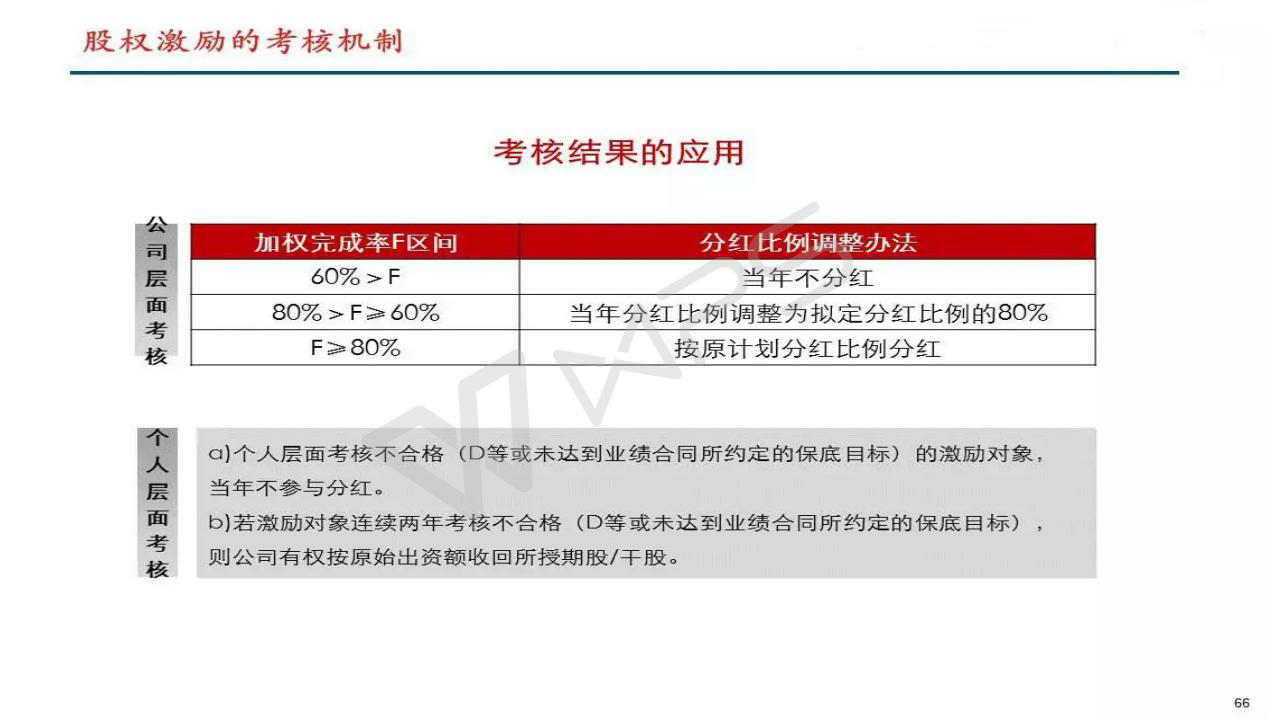 股权激励的考核机制
考核结果的应用
公司层面考核
加权完成率F区间 分红比例调整办法
60%>F 当年不分红
80%>F≥60% 当年分红比例调整为拟定分红比例的80%
F≥80% 按原计划分红比例分红
个人层面考核
a)个人层面考核不合格（D等或未达到业绩合同所约定的保底目标）的激励对象，
当年不参与分红。
b)若激励对象连续两年考核不合格（D等或未达到业绩合同所约定的保底目标），
则公司有权按原始出资额收回所授期股/干股。
WPS
66